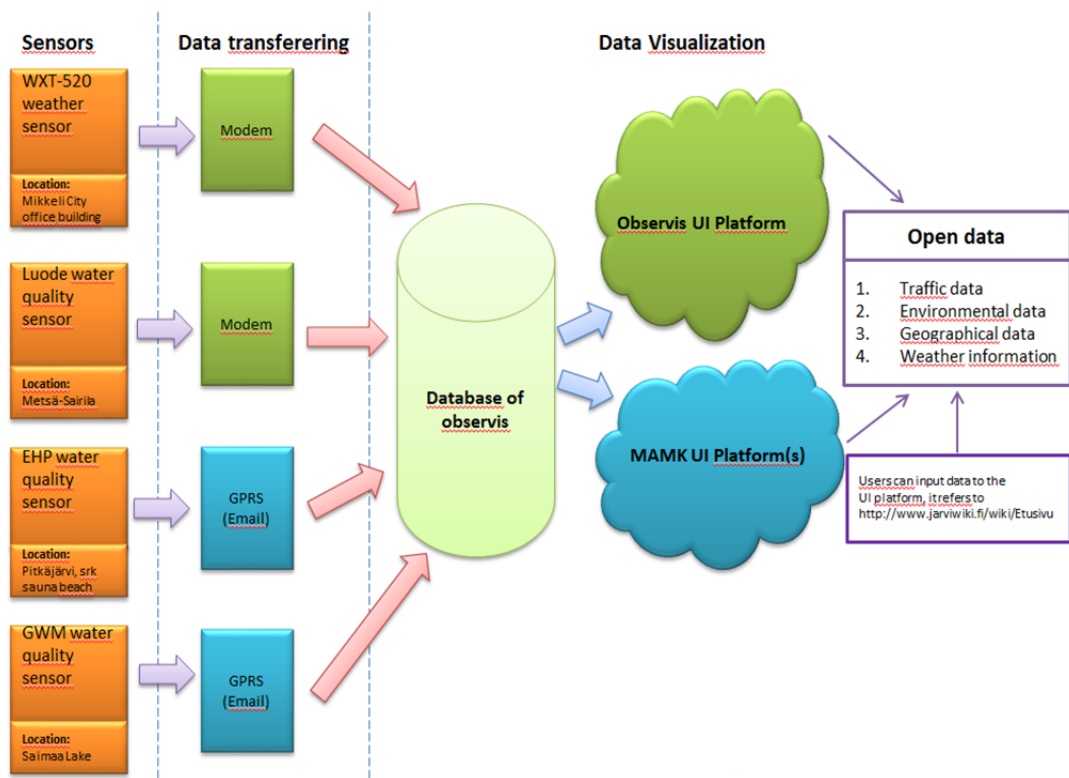 Sensors
Data transferering
Data Visualization
WXT-520
weather
sensor
Location:
Mikkeli City
office building
Modem
Luode water
quality
sensor
Location:
Metsä-Sairila
Modem
EHP water
quality
sensor
Location:
Pitkäjärvi, srk
sauna beach
GPRS
(Email)
GWM water
quality
sensor
Location:
Saimaa Lake
GPRS
(Email)
Database of
observis
Observis UI Platform
MAMK UI Platform(s)
Open data
1. Traffic data
2. Environmental data
3. Geographical data
4. Weather information
Users can input data to the
UI platform, it refers to
http://www.jarviwiki.fi/wiki/Etusivu